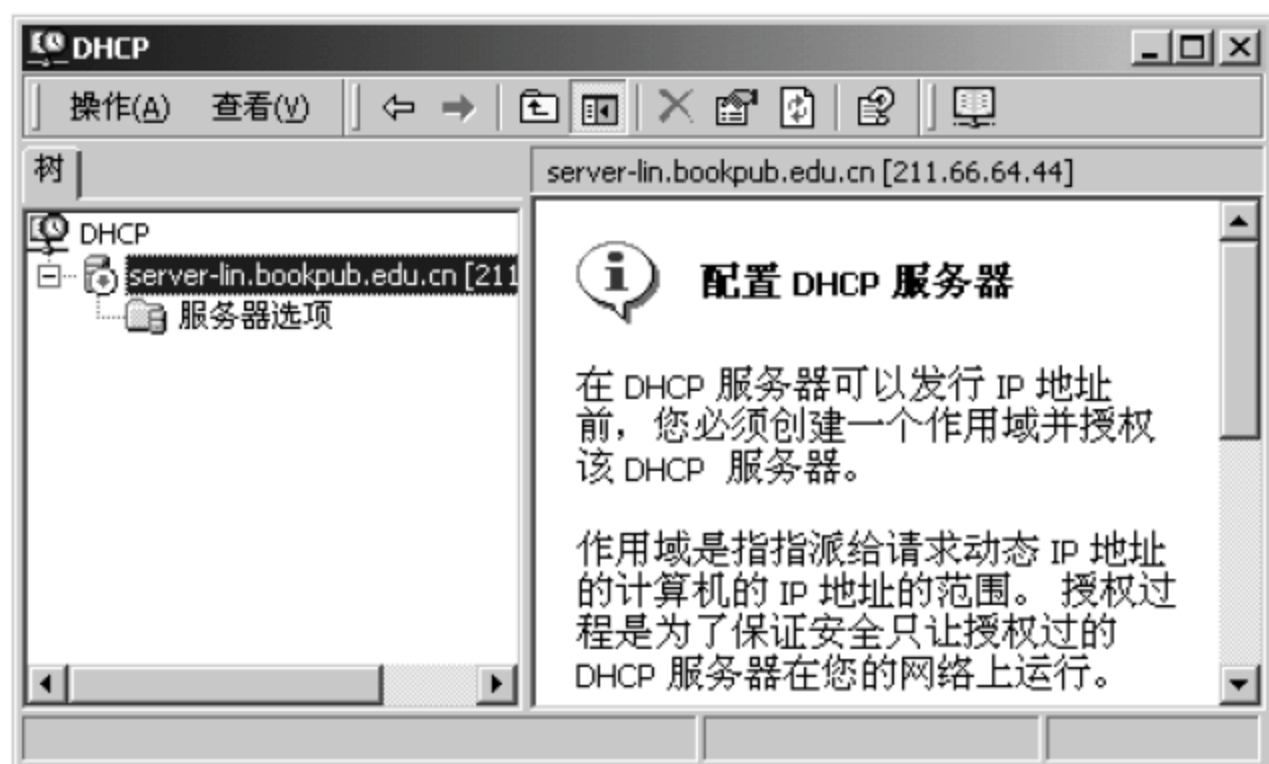 DHCP
操作(A) 查看(V)
树
server-lin.bookpub.edu.cn [211.66.64.44]
DHCP
server-lin.bookpub.edu.cn [211
服务器选项
配置 DHCP 服务器
在 DHCP 服务器可以发行 IP 地址
前，您必须创建一个作用域并授权
该 DHCP 服务器。
作用域是指指派给请求动态 IP 地址
的计算机的 IP 地址的范围。 授权过
程是为了保证安全只让授权过的
DHCP 服务器在您的网络上运行。